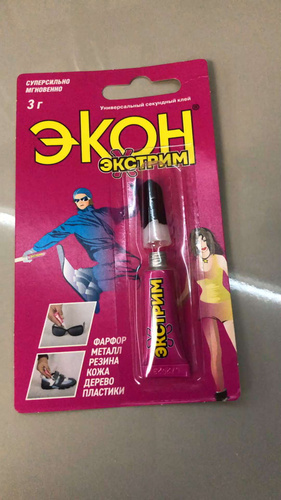 СУПЕРСИЛЬНО
МГНОВЕННО
3 г
Универсальный секундный клей
ЭКОН®
ЭКСТРИМ
ЭКСТРИМ
ФАРФОР
МЕТАЛЛ
РЕЗИНА
КОЖА
ДЕРЕВО
ПЛАСТИКИ